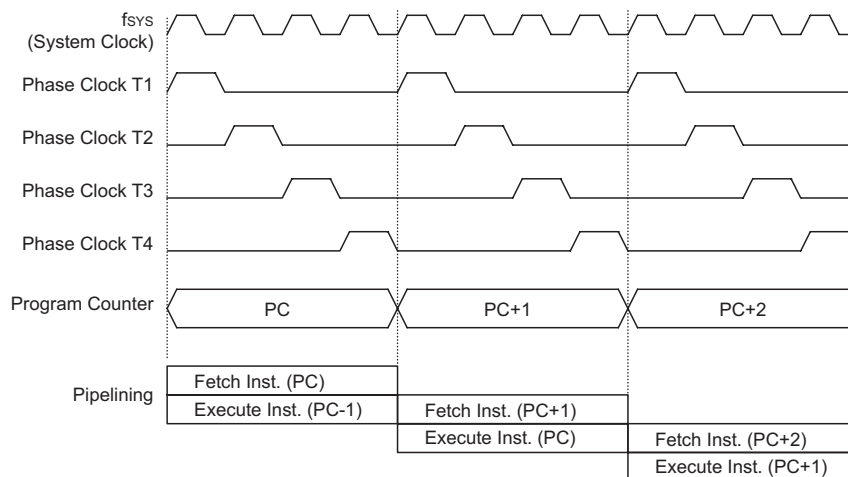 fSYS
(System Clock)
Phase Clock T1
Phase Clock T2
Phase Clock T3
Phase Clock T4
Program Counter
PC
PC+1
PC+2
Pipelining
Fetch Inst. (PC)
Execute Inst. (PC-1)
Fetch Inst. (PC+1)
Execute Inst. (PC)
Fetch Inst. (PC+2)
Execute Inst. (PC+1)